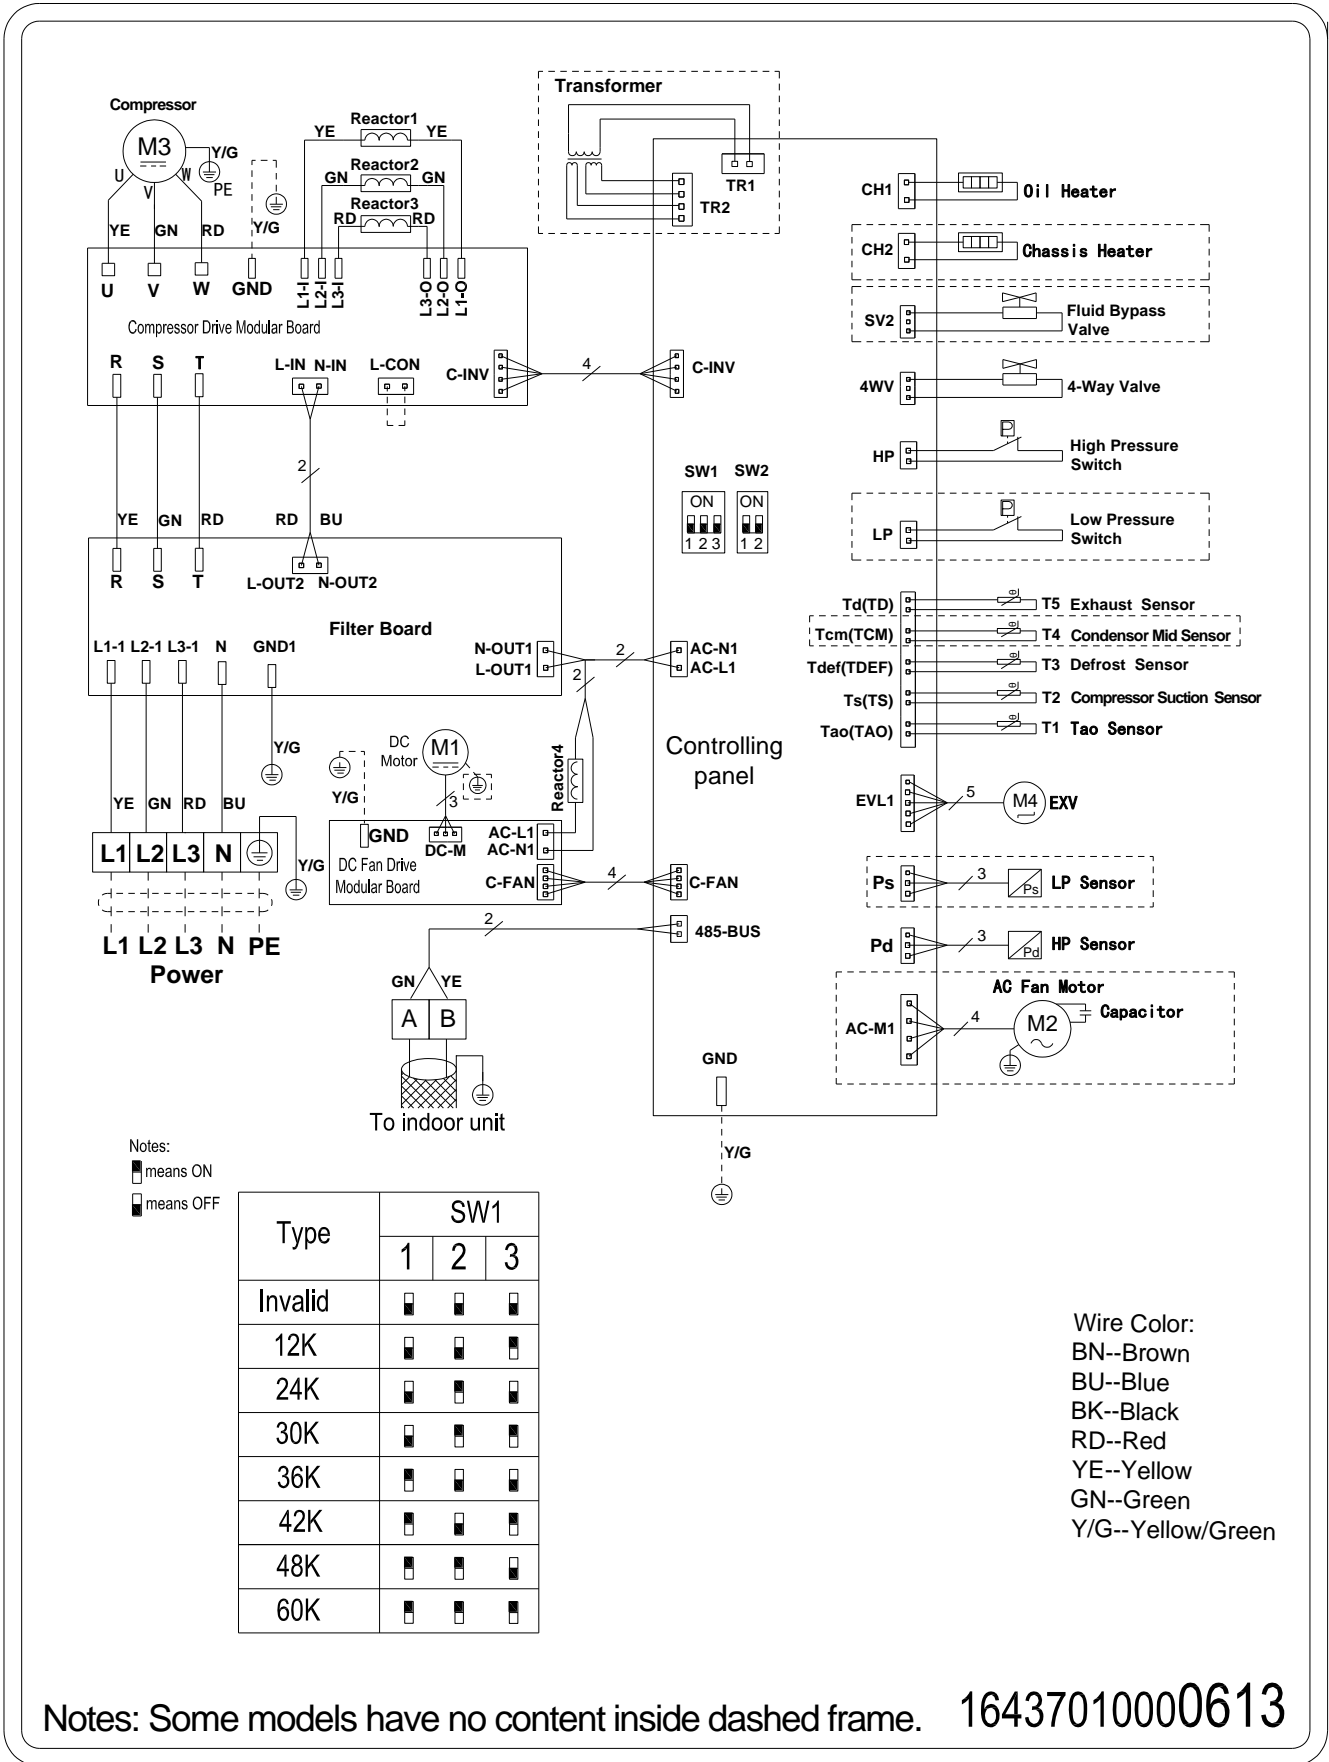 Compressor
M3
U
V
W
Y/G
PE
YE
GN
RD
Y/G
YE
Reactor1
YE
GN
Reactor2
GN
RD
Reactor3
RD
U
V
W
GND
L1-I
L2-I
L3-I
L3-O
L2-O
L1-O
Compressor Drive Modular Board
R
S
T
L-IN N-IN
L-CON
C-INV
4
C-INV
2
YE
GN
RD
RD
BU
R
S
T
L-OUT2 N-OUT2
Filter Board
L1-1 L2-1 L3-1 N GND1
N-OUT1
L-OUT1
2
AC-N1
AC-L1
2
Y/G
YE
GN
RD
BU
L1 L2 L3 N
Y/G
L1 L2 L3 N PE
Power
DC
Motor
M1
Y/G
3
Reactor4
GND
DC-M
AC-L1
AC-N1
DC Fan Drive
Modular Board
C-FAN
4
C-FAN
2
485-BUS
GN
YE
A
B
To indoor unit
Transformer
TR1
TR2
SW1
SW2
ON
ON
1 2 3
1 2
Controlling
panel
GND
Y/G
CH1
Oil Heater
CH2
Chassis Heater
SV2
Fluid Bypass
Valve
4WV
4-Way Valve
HP
P
High Pressure
Switch
LP
P
Low Pressure
Switch
Td(TD)
θ
T5 Exhaust Sensor
Tcm(TCM)
θ
T4 Condensor Mid Sensor
Tdef(TDEF)
θ
T3 Defrost Sensor
Ts(TS)
θ
T2 Compressor Suction Sensor
Tao(TAO)
θ
T1 Tao Sensor
EVL1
5
M4
EXV
Ps
3
Ps
LP Sensor
Pd
3
Pd
HP Sensor
AC Fan Motor
AC-M1
4
M2
Capacitor
Notes:
means ON
means OFF
Type
SW1
1 2 3
Invalid
12K
24K
30K
36K
42K
48K
60K
Wire Color:
BN--Brown
BU--Blue
BK--Black
RD--Red
YE--Yellow
GN--Green
Y/G--Yellow/Green
Notes: Some models have no content inside dashed frame.
16437010000613